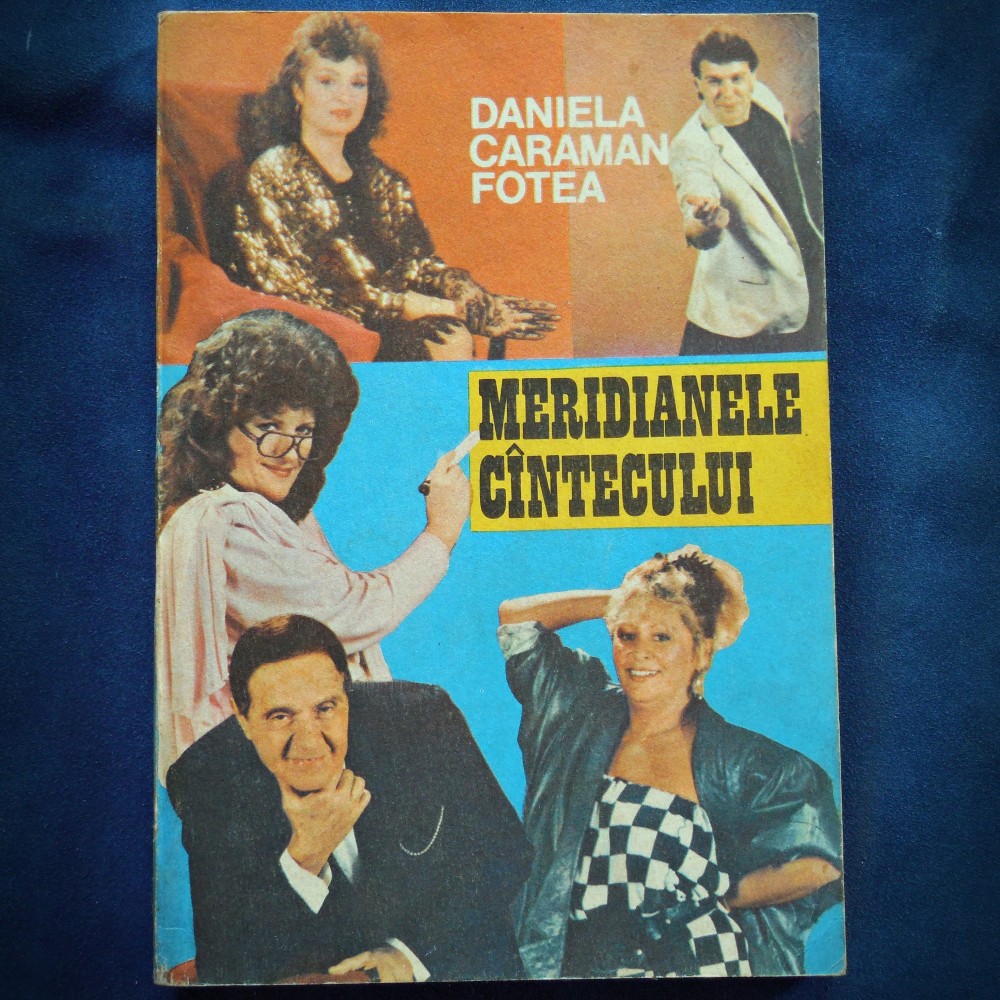 DANIELA
CARAMAN
FOTEA
MERIDIANELE
CÎNTECULUI